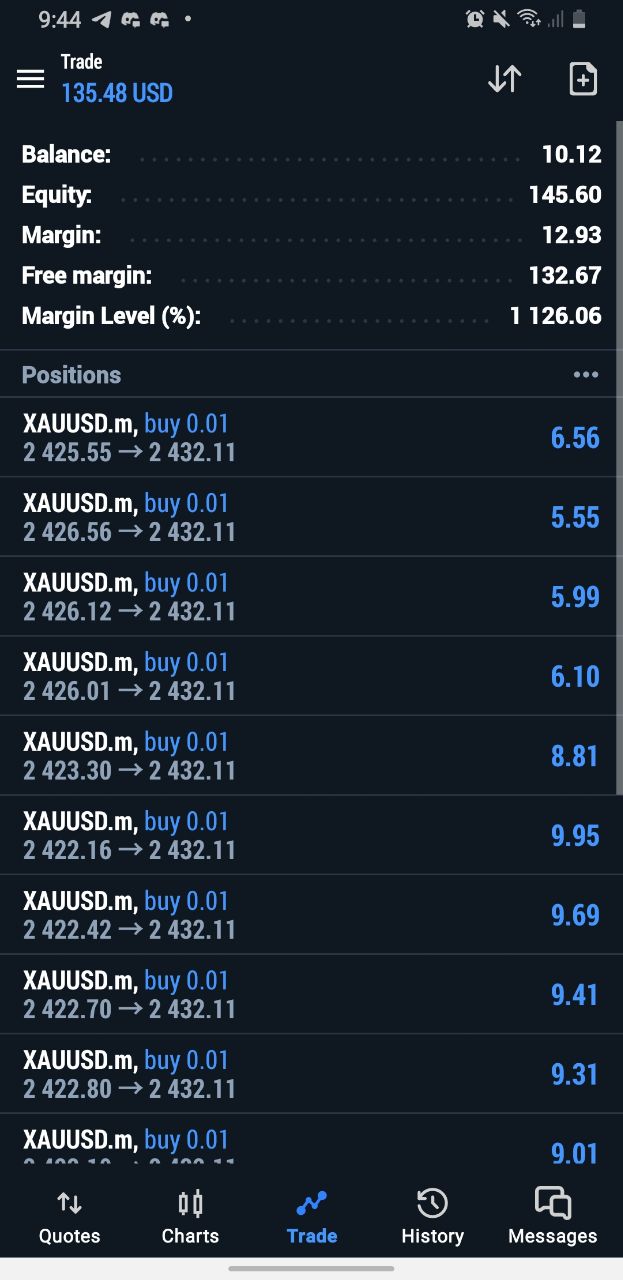 9:44
Trade
135.48 USD
Balance: 10.12
Equity: 145.60
Margin: 12.93
Free margin: 132.67
Margin Level (%): 1 126.06
Positions
XAUUSD.m, buy 0.01
2 425.55 → 2 432.11 6.56
XAUUSD.m, buy 0.01
2 426.56 → 2 432.11 5.55
XAUUSD.m, buy 0.01
2 426.12 → 2 432.11 5.99
XAUUSD.m, buy 0.01
2 426.01 → 2 432.11 6.10
XAUUSD.m, buy 0.01
2 423.30 → 2 432.11 8.81
XAUUSD.m, buy 0.01
2 422.16 → 2 432.11 9.95
XAUUSD.m, buy 0.01
2 422.42 → 2 432.11 9.69
XAUUSD.m, buy 0.01
2 422.70 → 2 432.11 9.41
XAUUSD.m, buy 0.01
2 422.80 → 2 432.11 9.31
XAUUSD.m, buy 0.01
9.01
Quotes Charts Trade History Messages